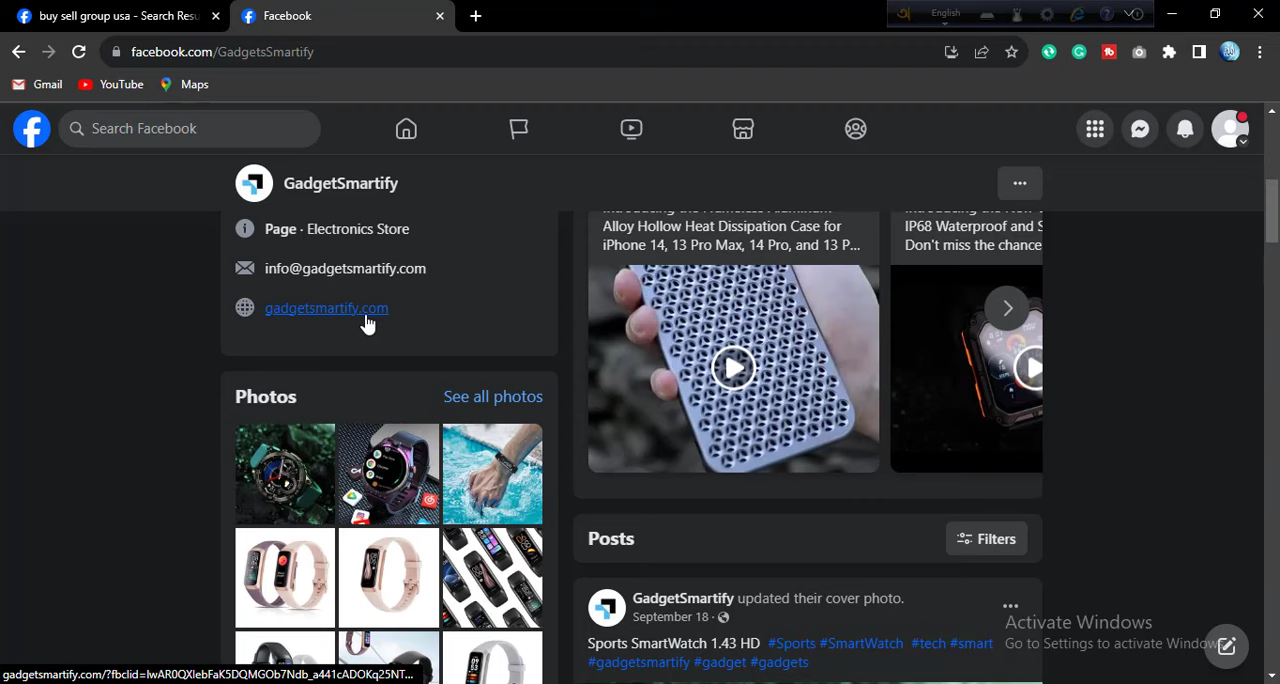 buy sell group usa - Search Resu
Facebook
English
facebook.com/GadgetsSmartify
Gmail
YouTube
Maps
Search Facebook
GadgetSmartify
Page · Electronics Store
info@gadgetsmartify.com
gadgetsmartify.com
Photos
See all photos
Alloy Hollow Heat Dissipation Case for
iPhone 14, 13 Pro Max, 14 Pro, and 13 P...
IP68 Waterproof and S
Don't miss the chance
Posts
Filters
GadgetSmartify updated their cover photo.
September 18 ·
Sports SmartWatch 1.43 HD #Sports #SmartWatch #tech #smart
#gadgetsmartify #gadget #gadgets
Activate Windows
Go to Settings to activate Window